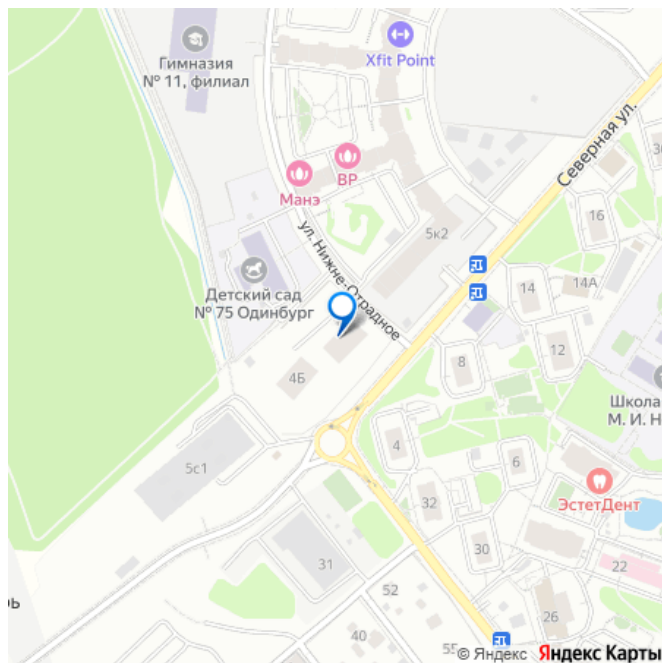 Гимназия
№ 11, филиал
Xfit Point
Северная ул.
ВР
Манэ
5к2
16
ул. Нижне-Отрадное
Детский сад
№ 75 Одинбург
14
14А
12
8
4Б
Школа
М. И. Н
4
5с1
6
32
ЭстетДент
30
31
22
52
26
40
55
© Яндекс
Яндекс Карты